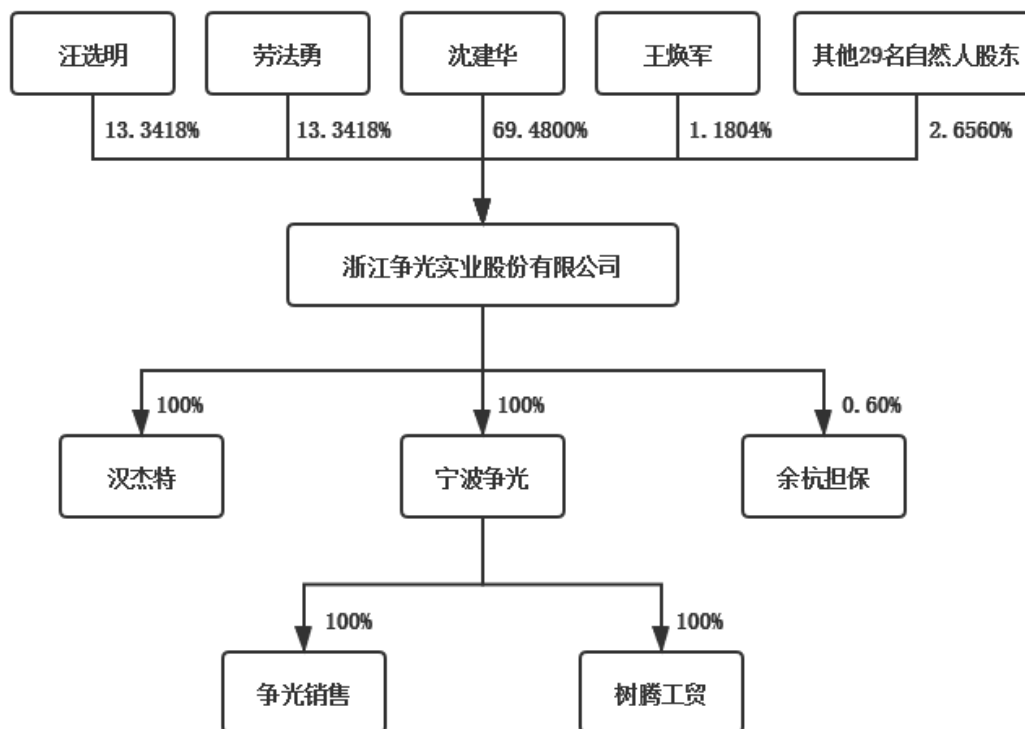 汪选明
劳法勇
沈建华
王焕军
其他29名自然人股东
13.3418%
13.3418%
69.4800%
1.1804%
2.6560%
浙江争光实业股份有限公司
100%
100%
0.60%
汉杰特
宁波争光
余杭担保
100%
100%
争光销售
树腾工贸